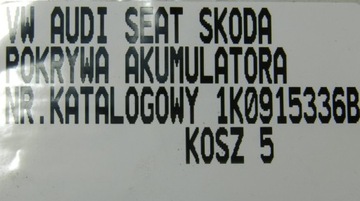 VW AUDI SEAT SKODA
POKRYWA AKUMULATORA
NR.KATALOGOWY 1K0915336B
KOSZ 5